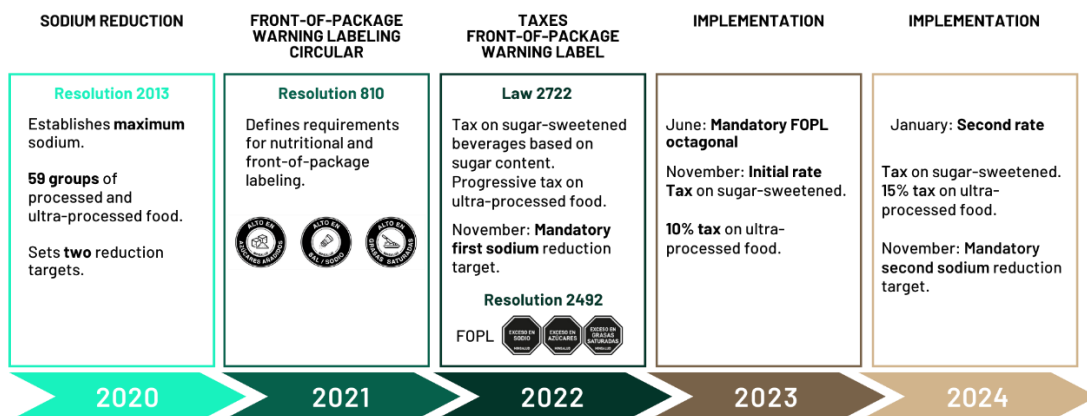 SODIUM REDUCTION
FRONT-OF-PACKAGE
WARNING LABELING
CIRCULAR
TAXES
FRONT-OF-PACKAGE
WARNING LABEL
IMPLEMENTATION
IMPLEMENTATION
Resolution 2013
Establishes maximum
sodium.
59 groups of
processed and
ultra-processed food.
Sets two reduction
targets.
Resolution 810
Defines requirements
for nutritional and
front-of-package
labeling.
ALTO EN
AZÚCARES AÑADIDOS
ALTO EN
SAL / SODIO
ALTO EN
GRASAS SATURADAS
Law 2722
Tax on sugar-sweetened
beverages based on
sugar content.
Progressive tax on
ultra-processed food.
November: Mandatory
first sodium reduction
target.
Resolution 2492
FOPL
EXCESO EN
SODIO
MINSALUD
EXCESO EN
AZÚCARES
MINSALUD
EXCESO EN
GRASAS
SATURADAS
MINSALUD
June: Mandatory FOPL
octagonal
November: Initial rate
Tax on sugar-sweetened.
10% tax on ultra-
processed food.
January: Second rate
Tax on sugar-sweetened.
15% tax on ultra-
processed food.
November: Mandatory
second sodium reduction
target.
2020
2021
2022
2023
2024